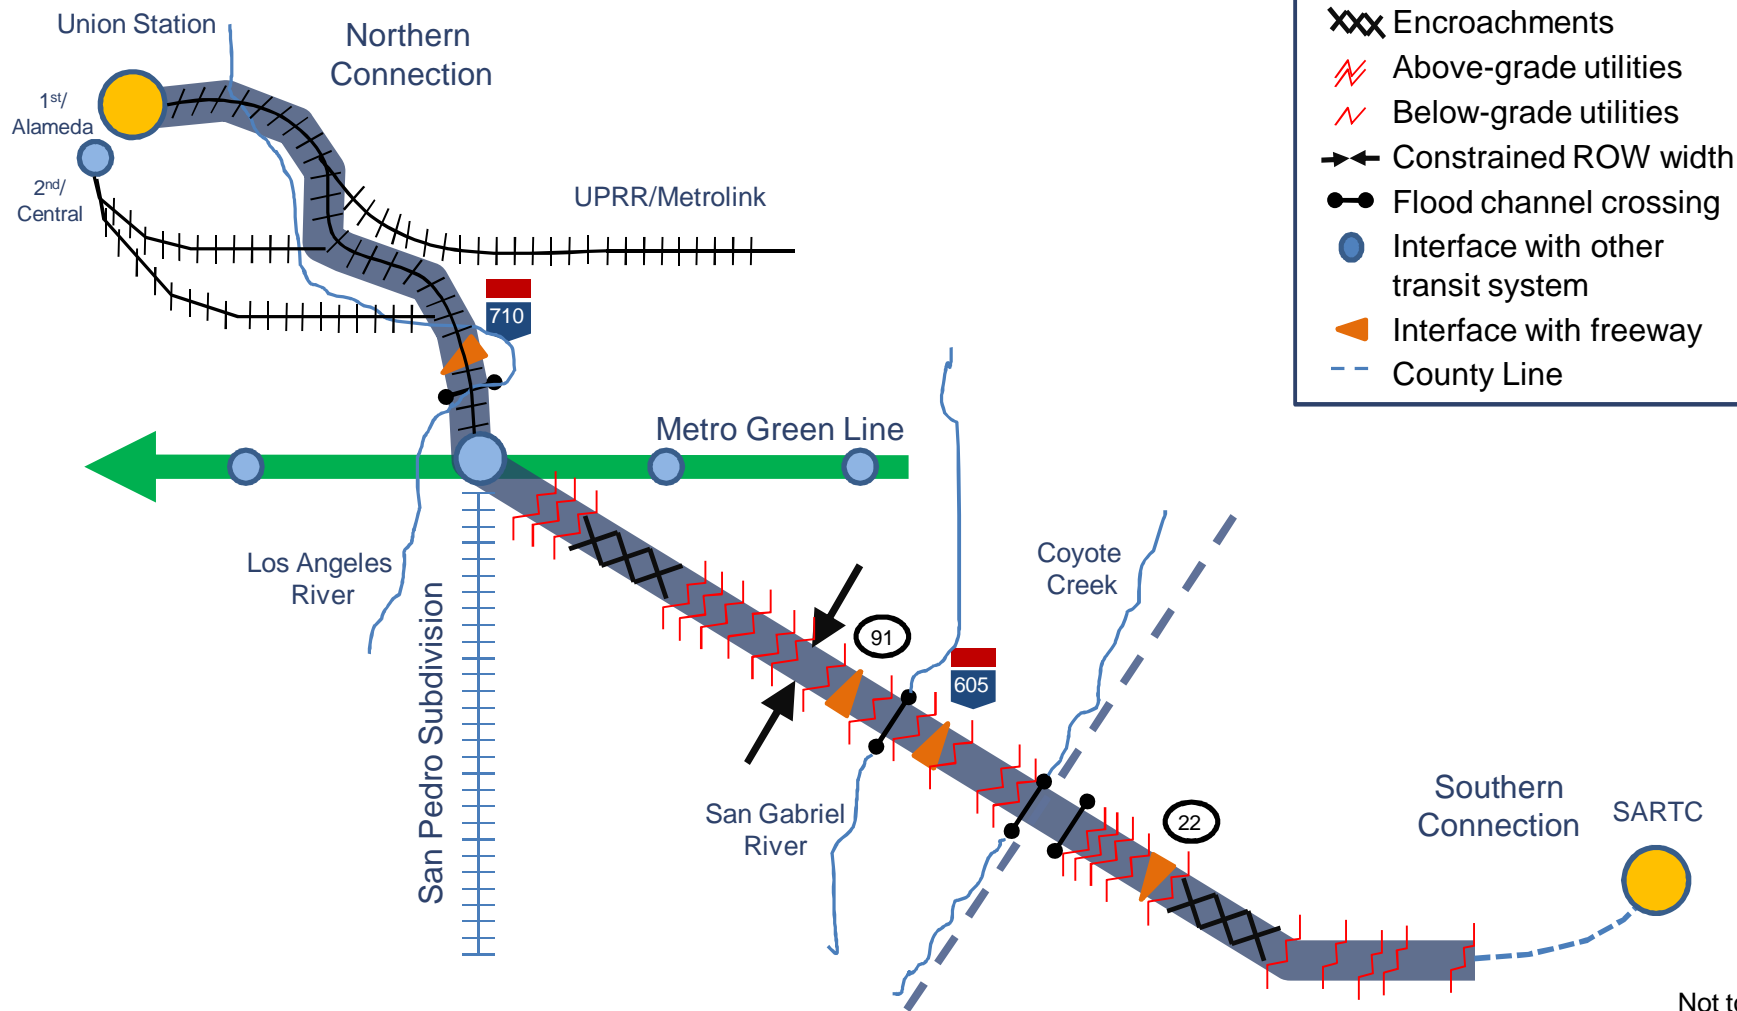 Union Station
Northern
Connection
1st/
Alameda
2nd/
Central
UPRR/Metrolink
710
Metro Green Line
Los Angeles
River
San Pedro Subdivision
91
605
San Gabriel
River
Coyote
Creek
22
Southern
Connection
SARTC
Encroachments
Above-grade utilities
Below-grade utilities
Constrained ROW width
Flood channel crossing
Interface with other
transit system
Interface with freeway
County Line
Not to